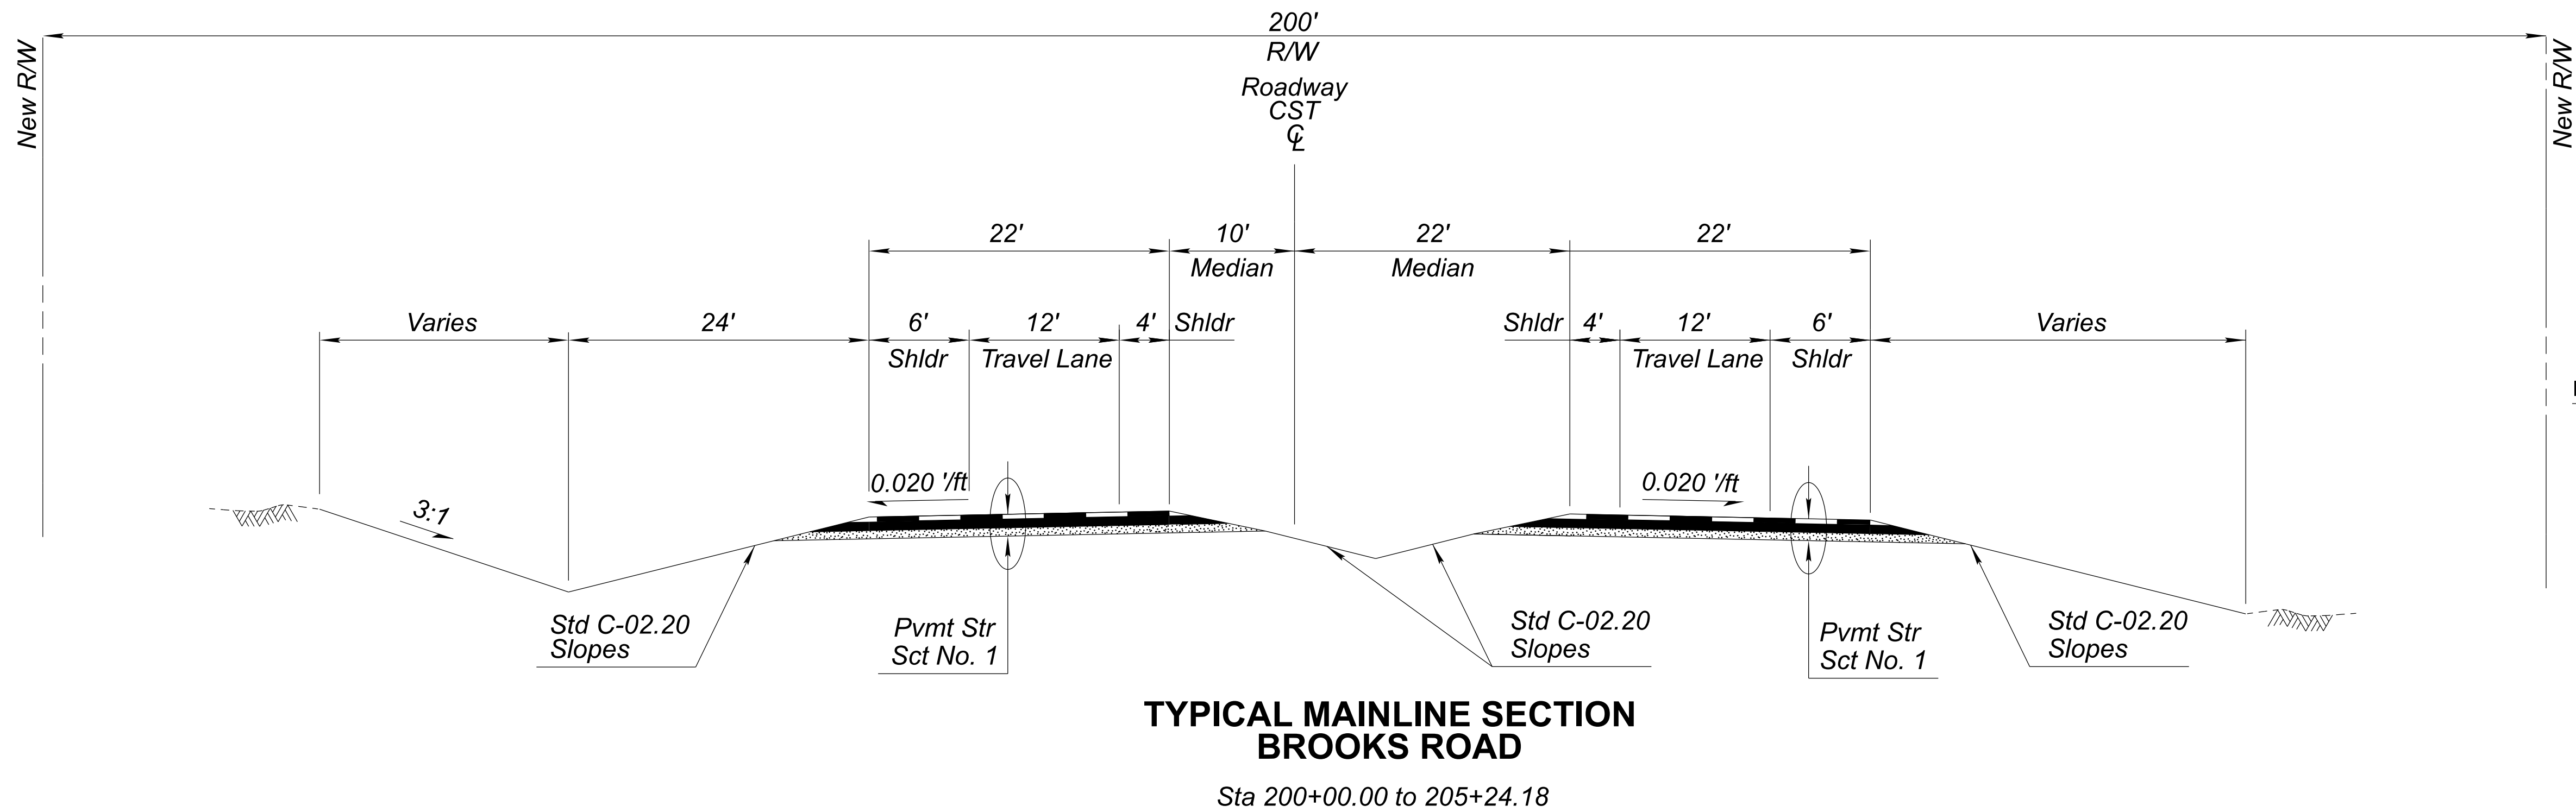 200'
R/W
New R/W
New R/W
Roadway
CST
℄
22'
10'
22'
22'
Median
Median
Varies
24'
6'
12'
4'
Shldr
Shldr
4'
12'
6'
Varies
Shldr
Travel Lane
Travel Lane
Shldr
0.020 '/ft
0.020 '/ft
3:1
Std C-02.20
Slopes
Pvmt Str
Sct No. 1
Std C-02.20
Slopes
Pvmt Str
Sct No. 1
Std C-02.20
Slopes
TYPICAL MAINLINE SECTION
BROOKS ROAD
Sta 200+00.00 to 205+24.18